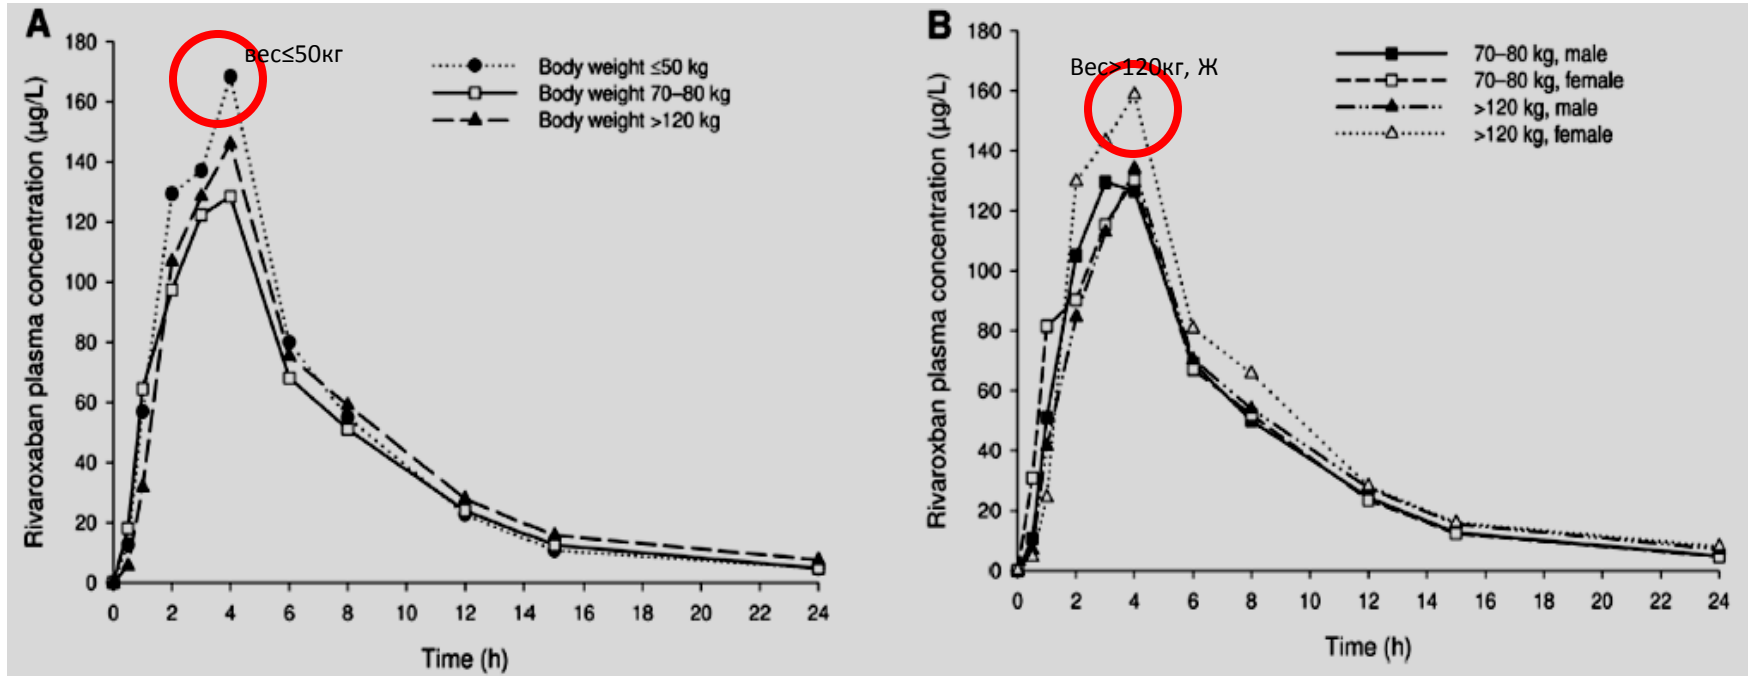 A
вес≤50кг
Body weight ≤50 kg
Body weight 70–80 kg
Body weight >120 kg
Rivaroxaban plasma concentration (µg/L)
180
160
140
120
100
80
60
40
20
0
0 2 4 6 8 10 12 14 16 18 20 22 24
Time (h)
B
Вес>120кг, Ж
70–80 kg, male
70–80 kg, female
>120 kg, male
>120 kg, female
Rivaroxban plasma concentration (µg/L)
180
160
140
120
100
80
60
40
20
0
0 2 4 6 8 10 12 14 16 18 20 22 24
Time (h)